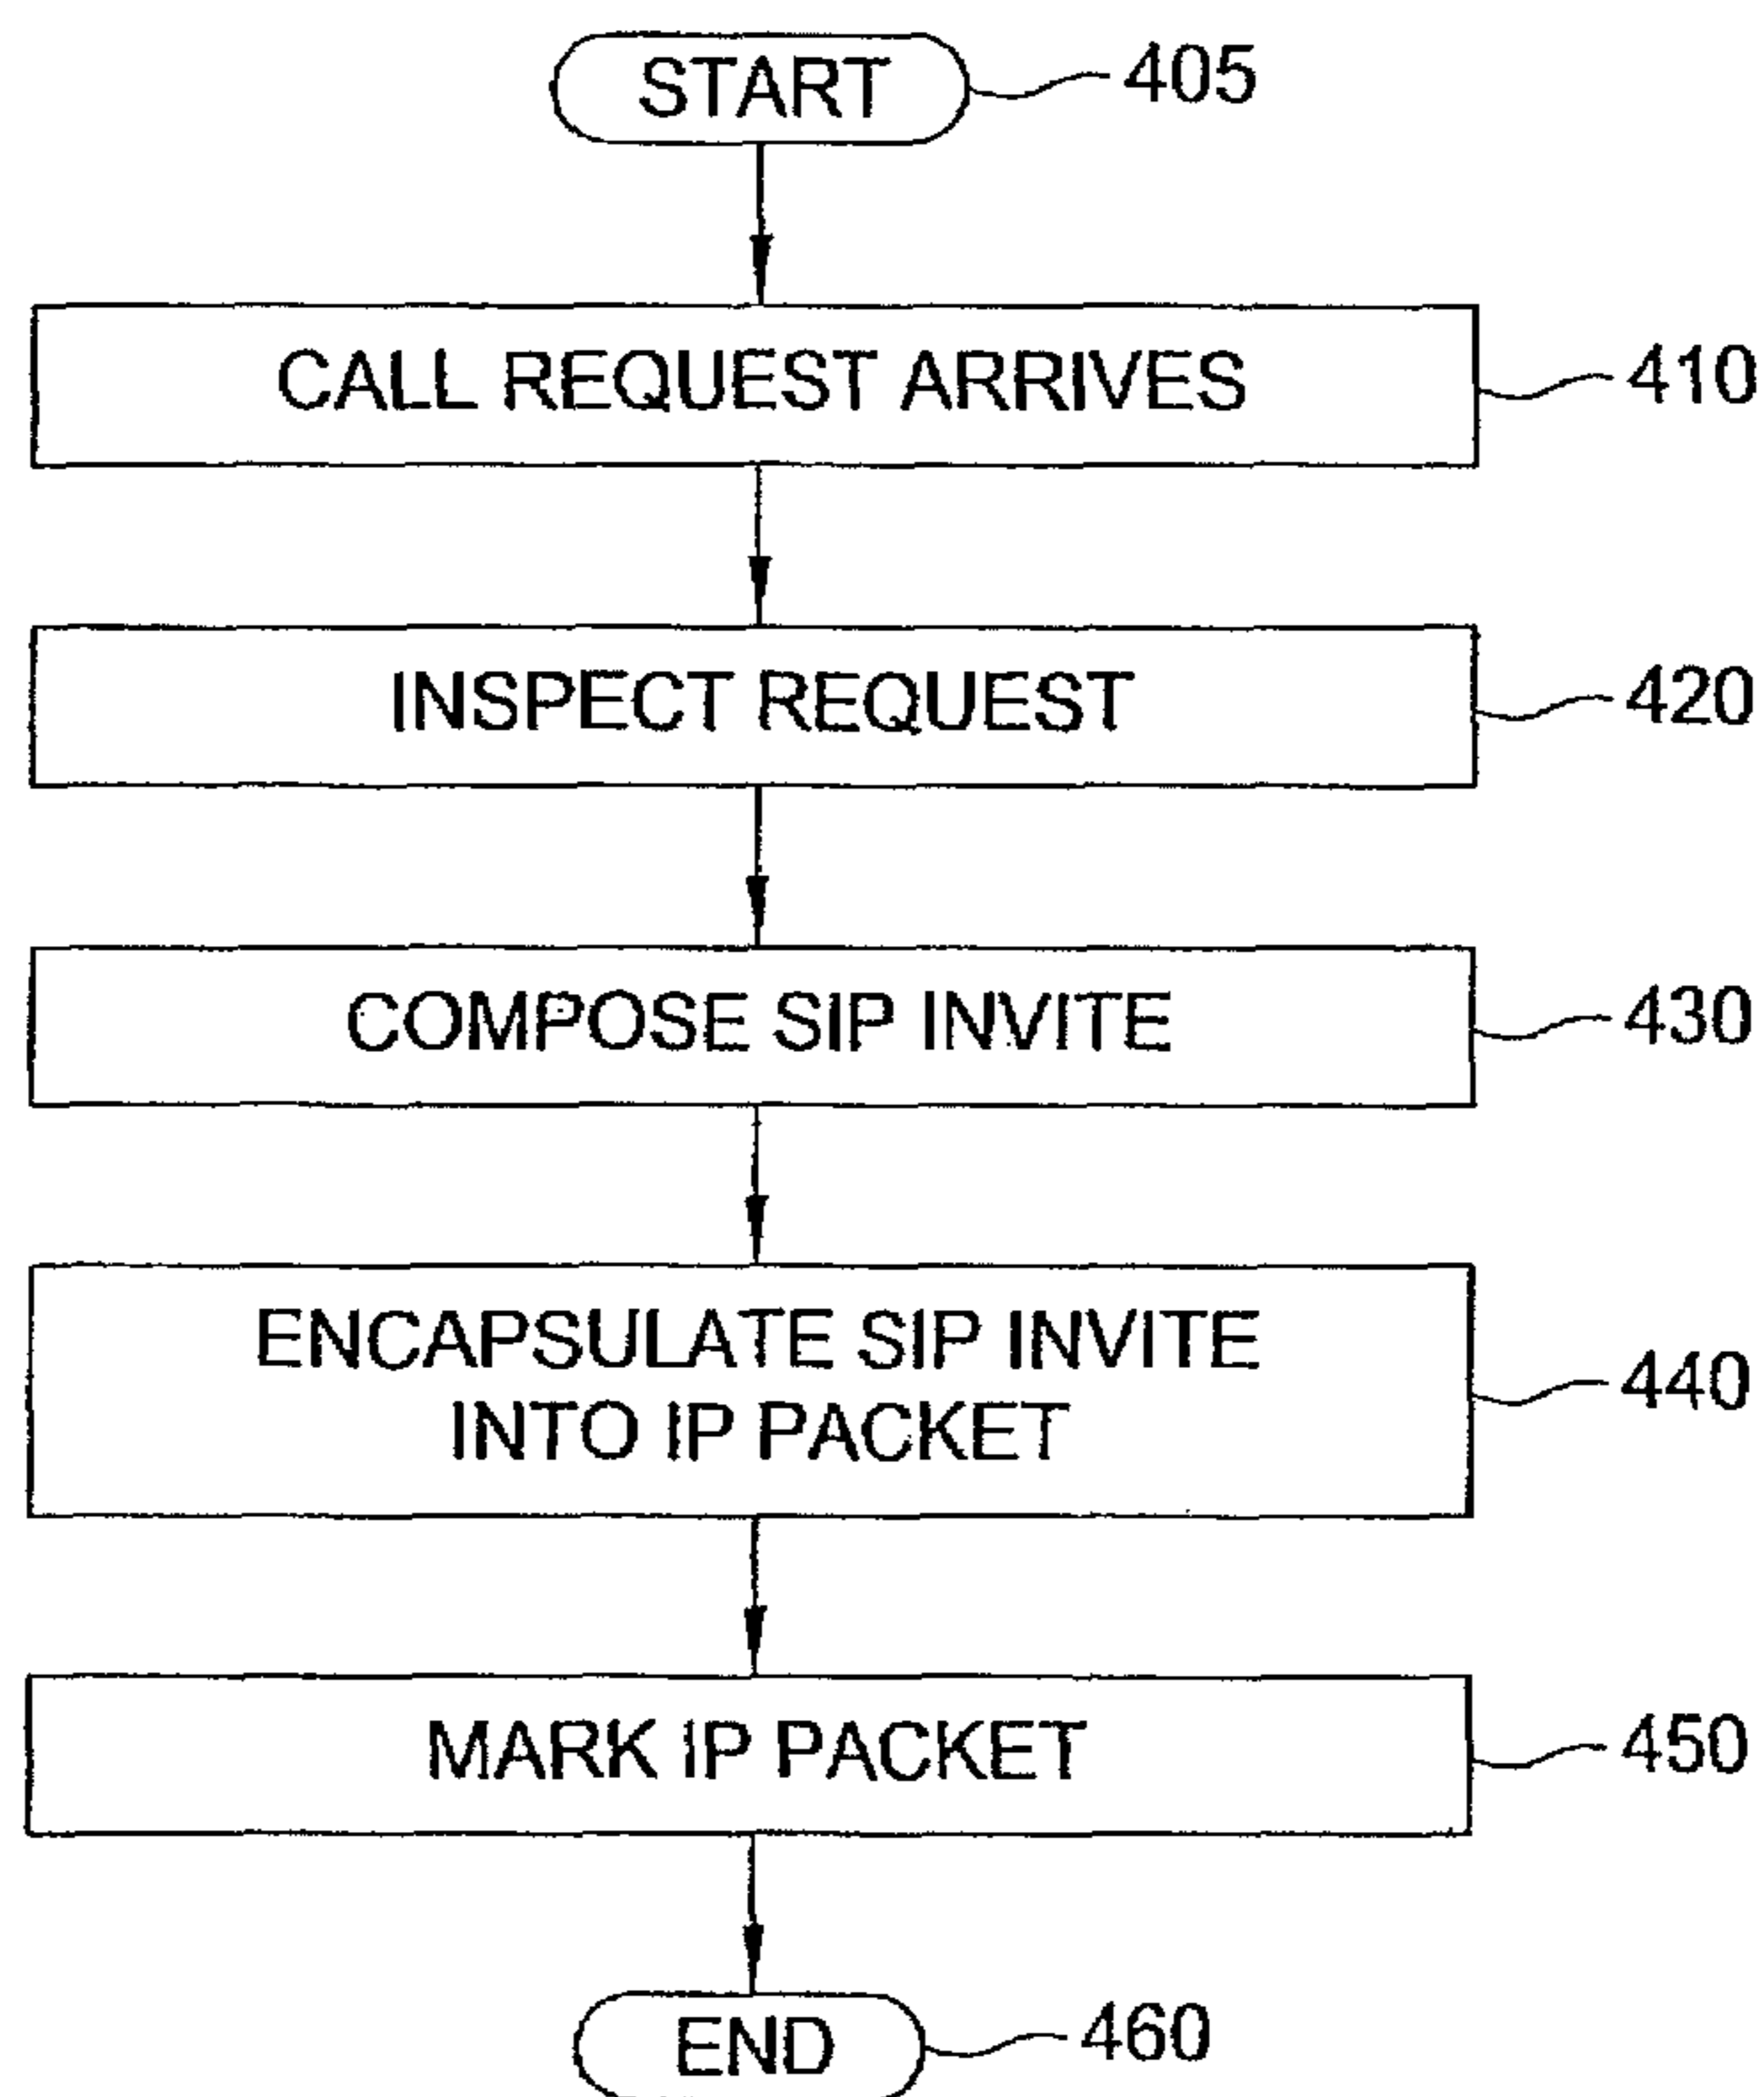 START
405
CALL REQUEST ARRIVES
410
INSPECT REQUEST
420
COMPOSE SIP INVITE
430
ENCAPSULATE SIP INVITE
INTO IP PACKET
440
MARK IP PACKET
450
END
460